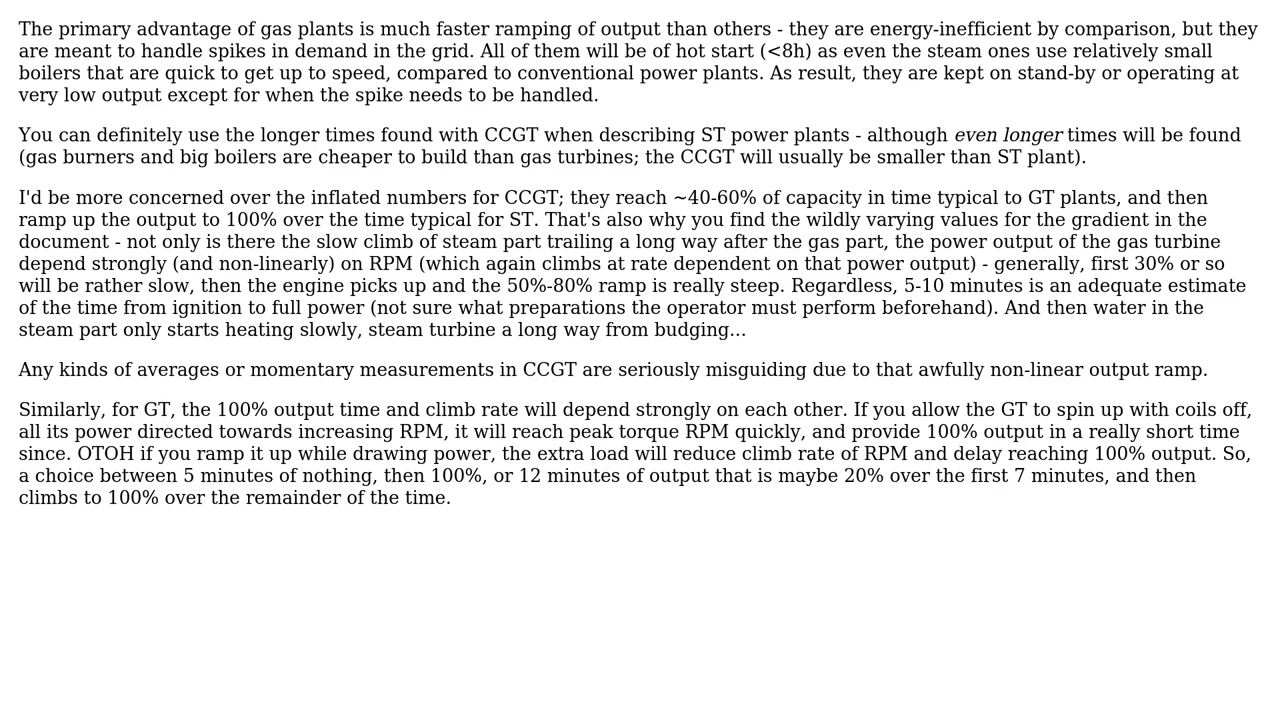 The primary advantage of gas plants is much faster ramping of output than others - they are energy-inefficient by comparison, but they
are meant to handle spikes in demand in the grid. All of them will be of hot start (<8h) as even the steam ones use relatively small
boilers that are quick to get up to speed, compared to conventional power plants. As result, they are kept on stand-by or operating at
very low output except for when the spike needs to be handled.
You can definitely use the longer times found with CCGT when describing ST power plants - although even longer times will be found
(gas burners and big boilers are cheaper to build than gas turbines; the CCGT will usually be smaller than ST plant).
I'd be more concerned over the inflated numbers for CCGT; they reach ~40-60% of capacity in time typical to GT plants, and then
ramp up the output to 100% over the time typical for ST. That's also why you find the wildly varying values for the gradient in the
document - not only is there the slow climb of steam part trailing a long way after the gas part, the power output of the gas turbine
depend strongly (and non-linearly) on RPM (which again climbs at rate dependent on that power output) - generally, first 30% or so
will be rather slow, then the engine picks up and the 50%-80% ramp is really steep. Regardless, 5-10 minutes is an adequate estimate
of the time from ignition to full power (not sure what preparations the operator must perform beforehand). And then water in the
steam part only starts heating slowly, steam turbine a long way from budging...
Any kinds of averages or momentary measurements in CCGT are seriously misguiding due to that awfully non-linear output ramp.
Similarly, for GT, the 100% output time and climb rate will depend strongly on each other. If you allow the GT to spin up with coils off,
all its power directed towards increasing RPM, it will reach peak torque RPM quickly, and provide 100% output in a really short time
since. OTOH if you ramp it up while drawing power, the extra load will reduce climb rate of RPM and delay reaching 100% output. So,
a choice between 5 minutes of nothing, then 100%, or 12 minutes of output that is maybe 20% over the first 7 minutes, and then
climbs to 100% over the remainder of the time.